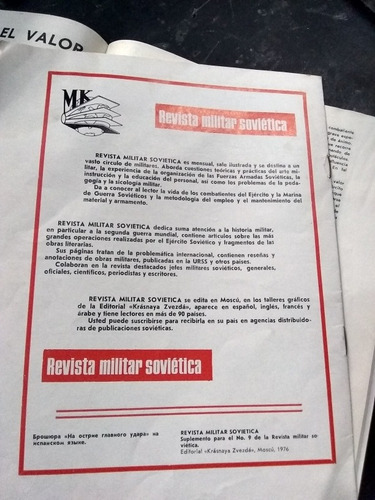 EL VALOR
MK
Revista militar soviética
REVISTA MILITAR SOVIETICA es mensual, sale ilustrada y se destina a un
vasto círculo de militares. Aborda cuestiones teóricas y prácticas del arte mi-
litar, la experiencia de la organización de las Fuerzas Armadas Soviéticas, la
instrucción y la educación del personal, así como los problemas de la peda-
gogía y la sicología militar.
Da a conocer al lector la vida de los combatientes del Ejército y la Marina
de Guerra Soviéticos y la metodología del empleo y el mantenimiento del
material y armamento.
REVISTA MILITAR SOVIETICA dedica suma atención a la historia militar,
en particular a la segunda guerra mundial, contiene artículos sobre las más
grandes operaciones realizadas por el Ejército Soviético y fragmentos de las
obras literarias.
Sus páginas tratan de la problemática internacional, contienen reseñas y
anotaciones de obras militares, publicadas en la URSS y otros países.
Colaboran en la revista destacados jefes militares soviéticos, generales,
oficiales, científicos, periodistas y escritores.
REVISTA MILITAR SOVIETICA se edita en Moscú, en los talleres gráficos
de la Editorial «Krásnaya Zvezdá», aparece en español, inglés, francés y
árabe y tiene lectores en más de 90 países.
Usted puede suscribirse para recibirla en su país en agencias distribuido-
ras de publicaciones soviéticas.
Revista militar soviética
Брошюра «На острие главного удара» на
испанском языке.
REVISTA MILITAR SOVIETICA
Suplemento para el No. 9 de la Revista militar so-
viética.
Editorial «Krásnaya Zvezdá», Moscú, 1976